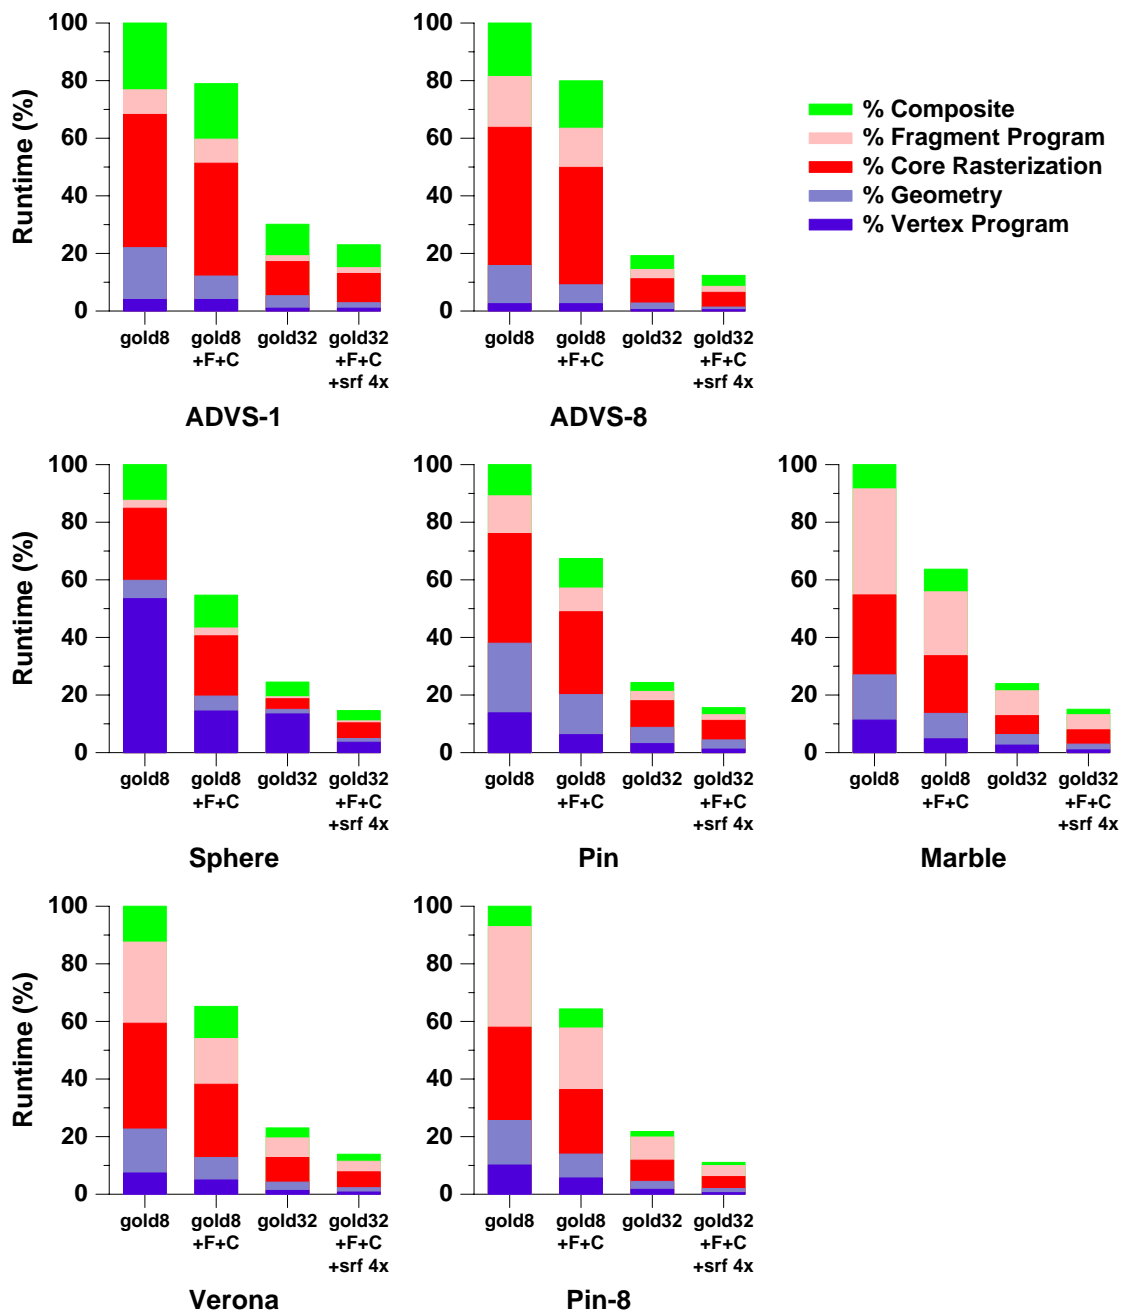 Runtime (%)
100
80
60
40
20
0
gold8
gold8
+F+C
gold32
gold32
+F+C
+srf 4x
ADVS-1
100
80
60
40
20
0
gold8
gold8
+F+C
gold32
gold32
+F+C
+srf 4x
ADVS-8
% Composite
% Fragment Program
% Core Rasterization
% Geometry
% Vertex Program
Runtime (%)
100
80
60
40
20
0
gold8
gold8
+F+C
gold32
gold32
+F+C
+srf 4x
Sphere
100
80
60
40
20
0
gold8
gold8
+F+C
gold32
gold32
+F+C
+srf 4x
Pin
100
80
60
40
20
0
gold8
gold8
+F+C
gold32
gold32
+F+C
+srf 4x
Marble
Runtime (%)
100
80
60
40
20
0
gold8
gold8
+F+C
gold32
gold32
+F+C
+srf 4x
Verona
100
80
60
40
20
0
gold8
gold8
+F+C
gold32
gold32
+F+C
+srf 4x
Pin-8